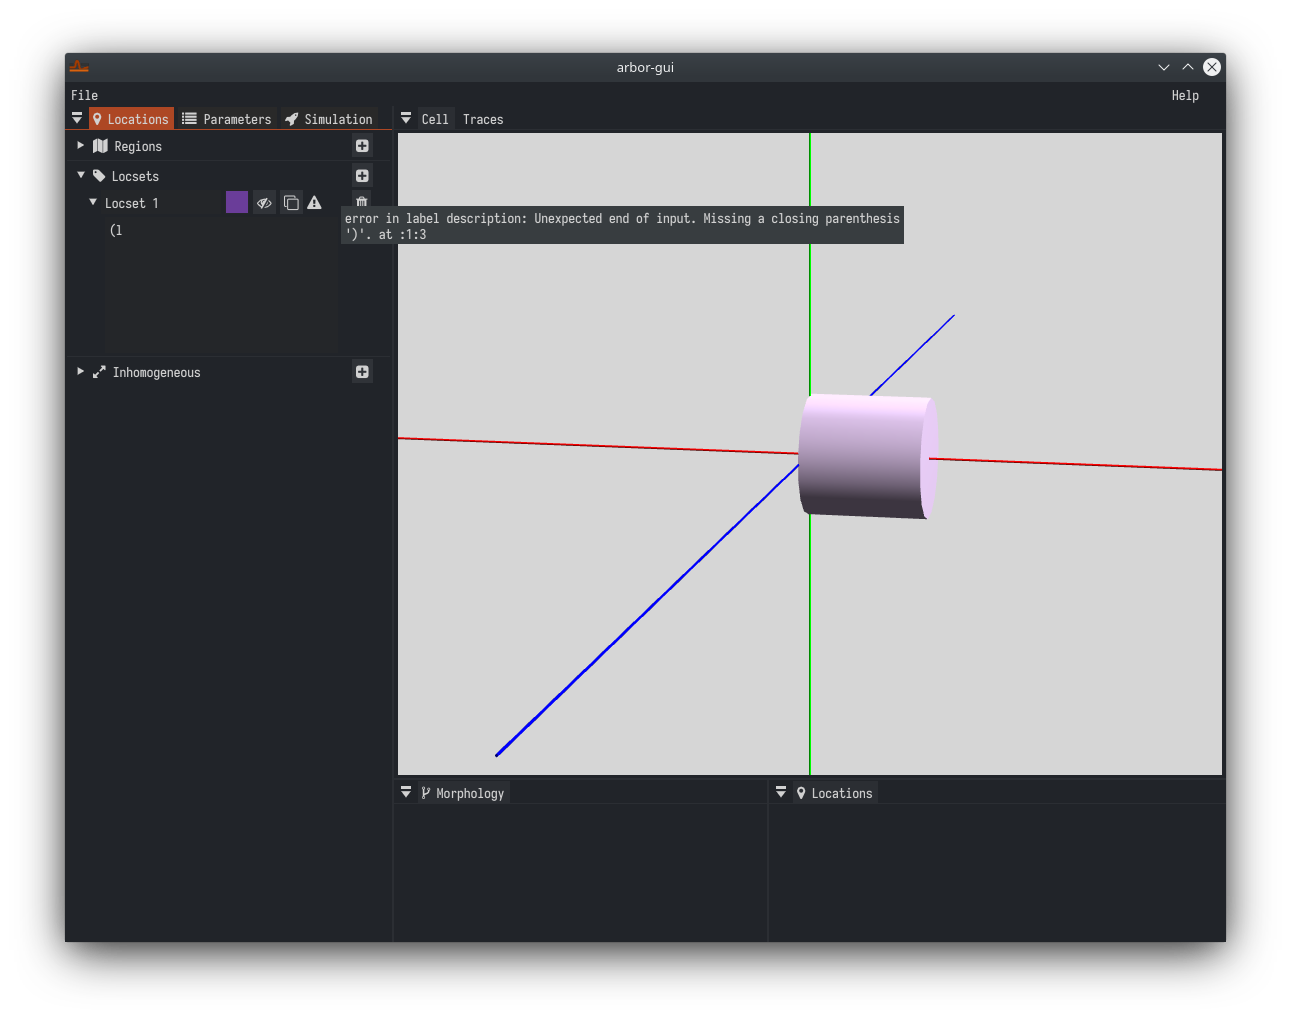 arbor-gui
File
Help
Locations
Parameters
Simulation
Cell
Traces
Regions
Locsets
Locset 1
error in label description: Unexpected end of input. Missing a closing parenthesis
')'. at :1:3
(l
Inhomogeneous
Morphology
Locations